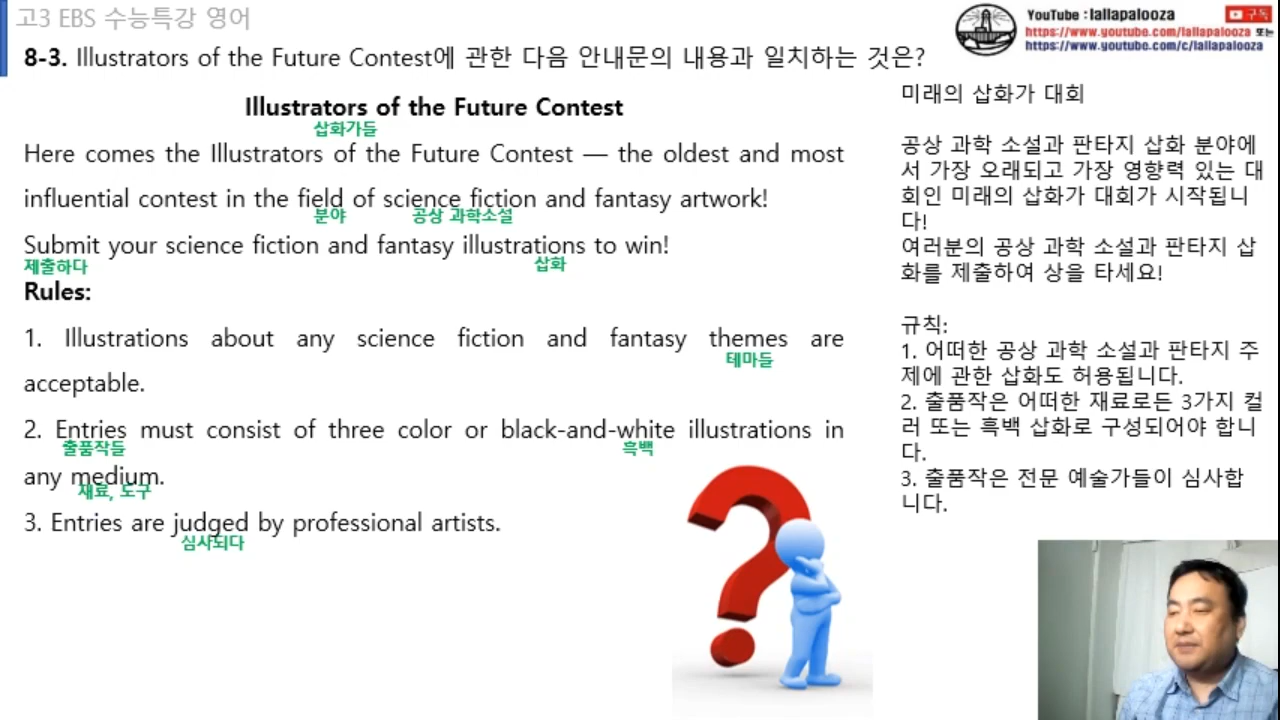 고3 EBS 수능특강 영어
YouTube : lallapalooza
구독
https://www.youtube.com/lallapalooza 또는
https://www.youtube.com/c/lallapalooza
8-3. Illustrators of the Future Contest에 관한 다음 안내문의 내용과 일치하는 것은?
Illustrators of the Future Contest
삽화가들
Here comes the Illustrators of the Future Contest — the oldest and most
influential contest in the field of science fiction and fantasy artwork!
분야 공상 과학소설
Submit your science fiction and fantasy illustrations to win!
제출하다 삽화
Rules:
1. Illustrations about any science fiction and fantasy themes are
테마들
acceptable.
2. Entries must consist of three color or black-and-white illustrations in
출품작들 흑백
any medium.
재료, 도구
3. Entries are judged by professional artists.
심사되다
미래의 삽화가 대회
공상 과학 소설과 판타지 삽화 분야에
서 가장 오래되고 가장 영향력 있는 대
회인 미래의 삽화가 대회가 시작됩니
다!
여러분의 공상 과학 소설과 판타지 삽
화를 제출하여 상을 타세요!
규칙:
1. 어떠한 공상 과학 소설과 판타지 주
제에 관한 삽화도 허용됩니다.
2. 출품작은 어떠한 재료로든 3가지 컬
러 또는 흑백 삽화로 구성되어야 합니
다.
3. 출품작은 전문 예술가들이 심사합
니다.